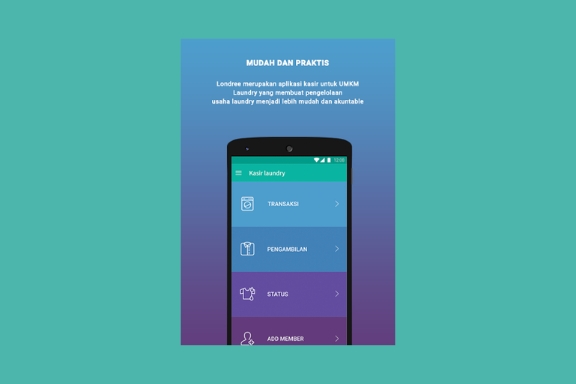 MUDAH DAN PRAKTIS
Londree merupakan aplikasi kasir untuk UMKM
Laundry yang membuat pengelolaan
usaha laundry menjadi lebih mudah dan akuntable
12:28
Kasir laundry
TRANSAKSI
PENGAMBILAN
STATUS
ADD MEMBER